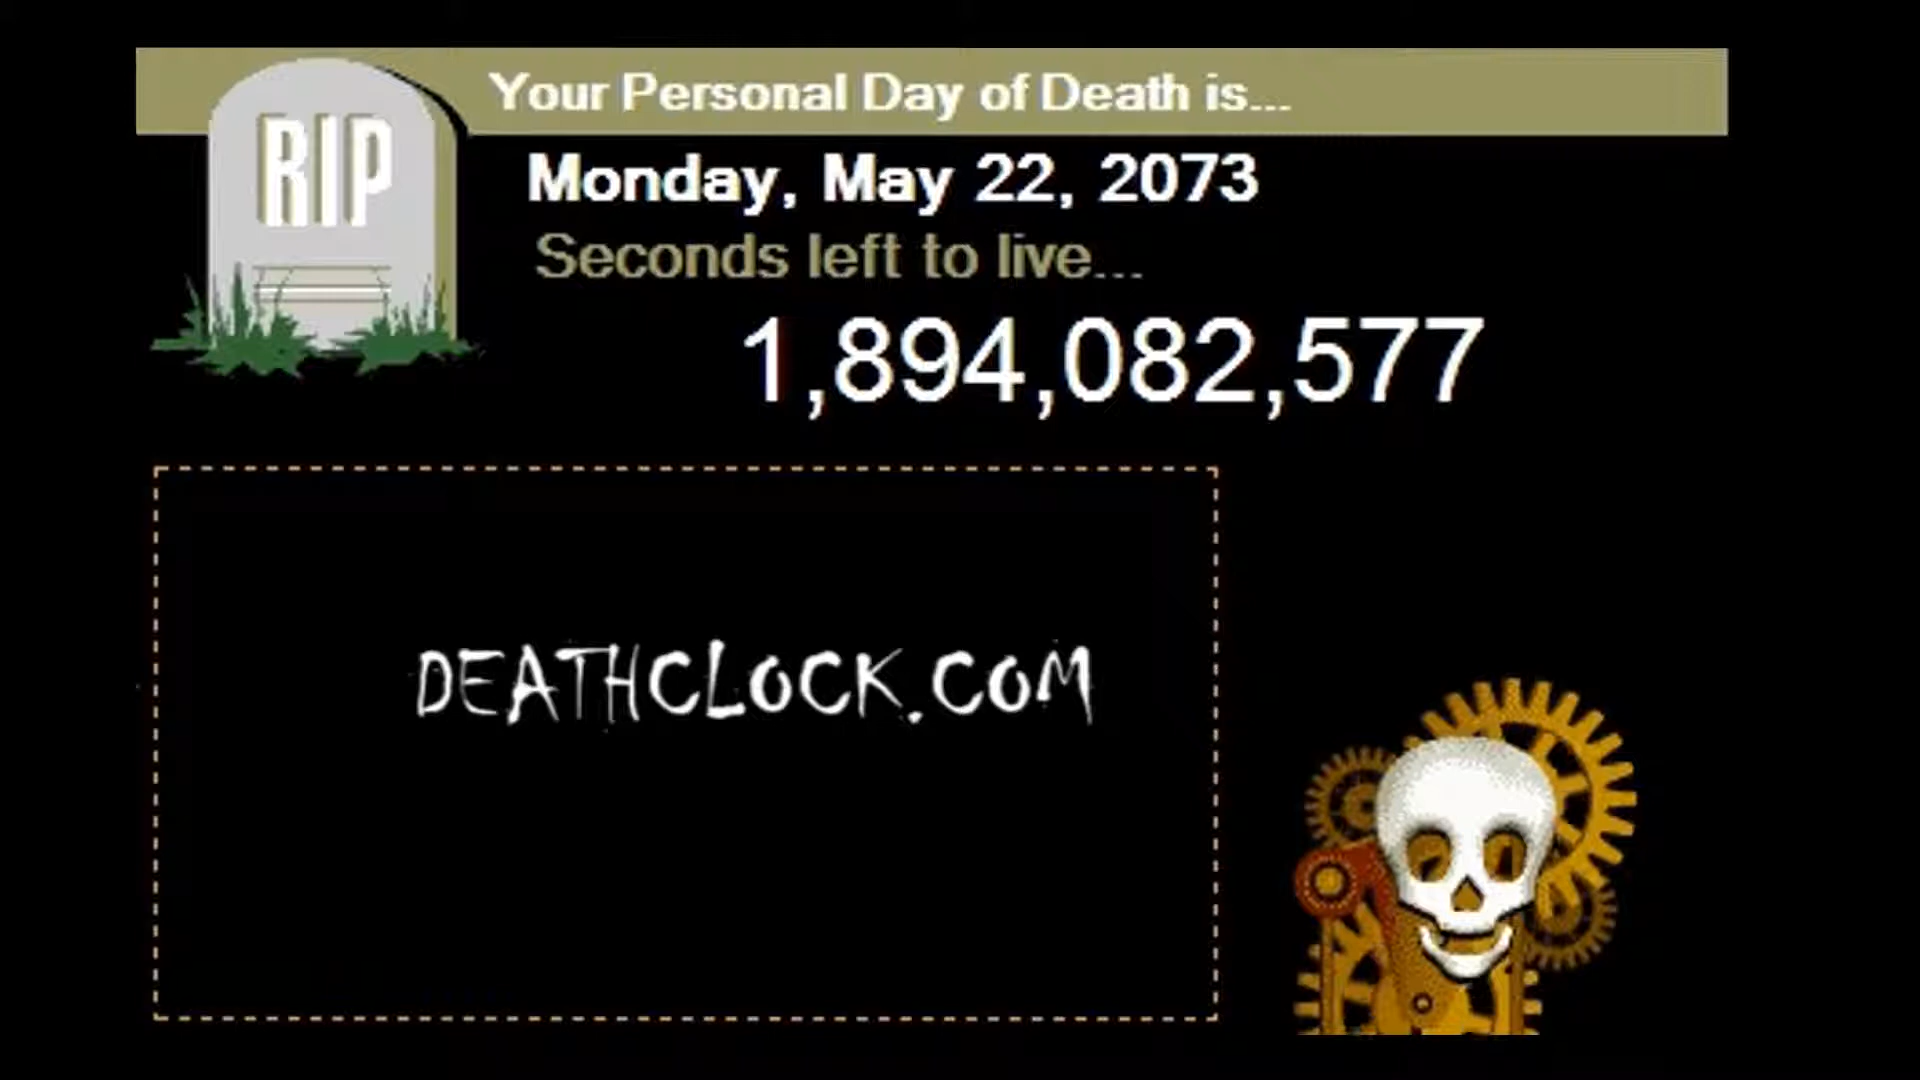 RIP
Your Personal Day of Death is...
Monday, May 22, 2073
Seconds left to live...
1,894,082,577
DEATHCLOCK.COM